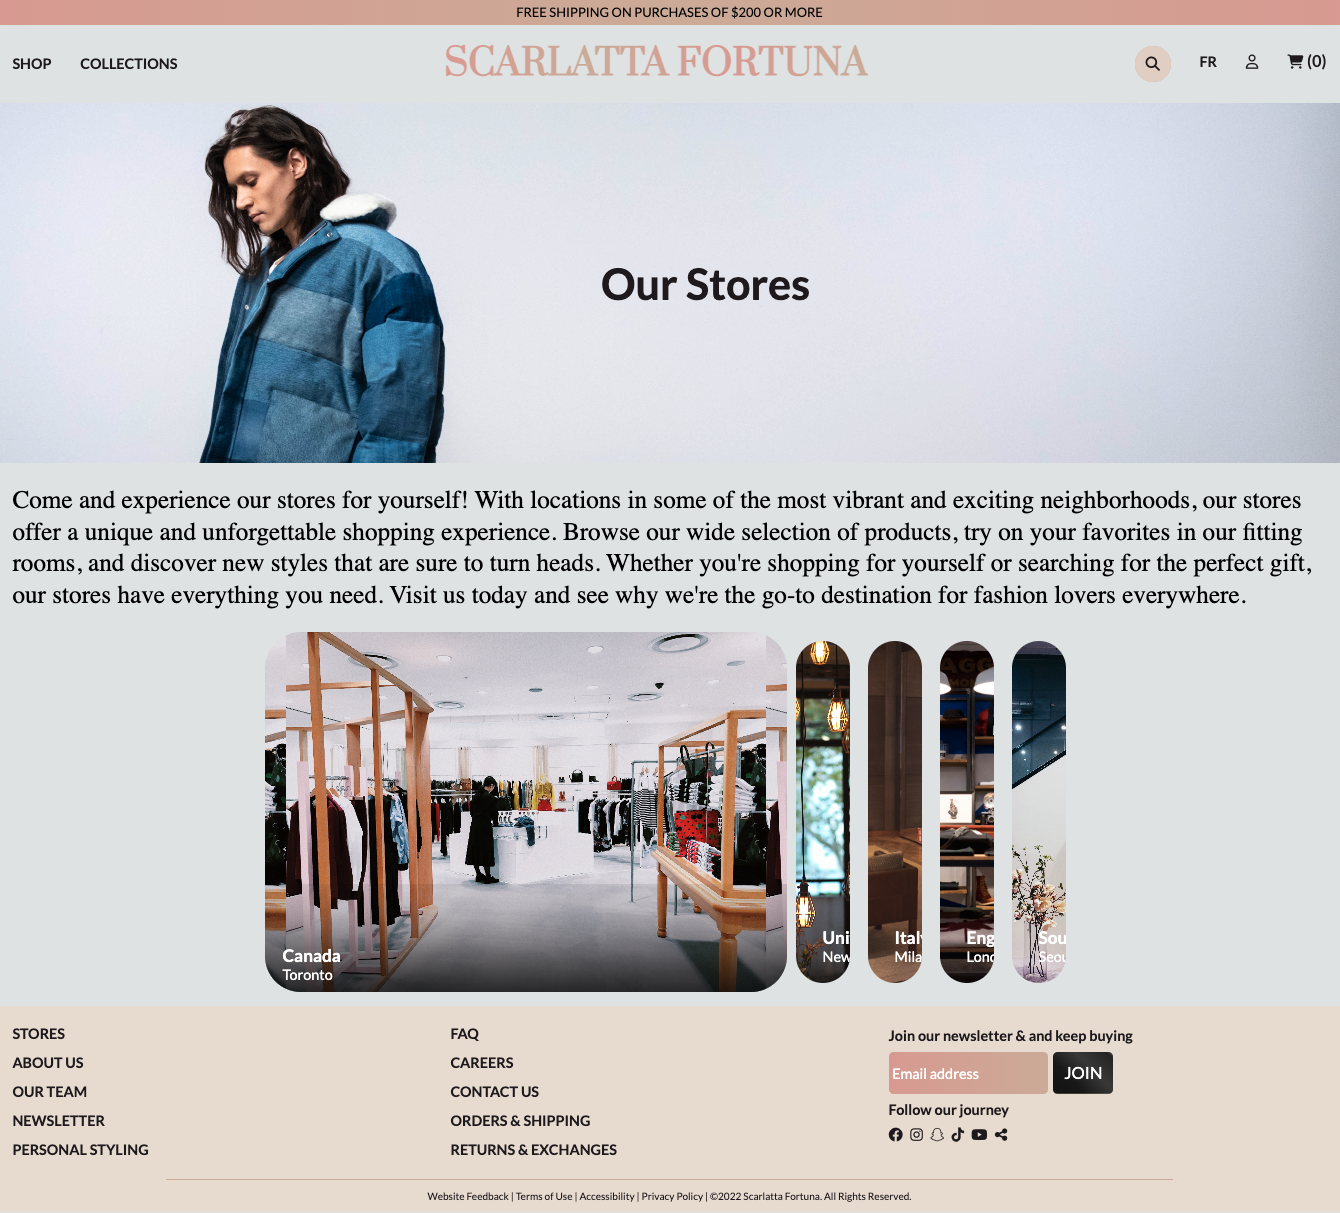 FREE SHIPPING ON PURCHASES OF $200 OR MORE
SHOP COLLECTIONS SCARLATTA FORTUNA FR (0)
Our Stores
Come and experience our stores for yourself! With locations in some of the most vibrant and exciting neighborhoods, our stores
offer a unique and unforgettable shopping experience. Browse our wide selection of products, try on your favorites in our fitting
rooms, and discover new styles that are sure to turn heads. Whether you're shopping for yourself or searching for the perfect gift,
our stores have everything you need. Visit us today and see why we're the go-to destination for fashion lovers everywhere.
Canada
Toronto
Uni
New
Ital
Mila
Eng
Lond
Sou
Seou
STORES
ABOUT US
OUR TEAM
NEWSLETTER
PERSONAL STYLING
FAQ
CAREERS
CONTACT US
ORDERS & SHIPPING
RETURNS & EXCHANGES
Join our newsletter & and keep buying
Email address JOIN
Follow our journey
Website Feedback | Terms of Use | Accessibility | Privacy Policy | ©2022 Scarlatta Fortuna. All Rights Reserved.